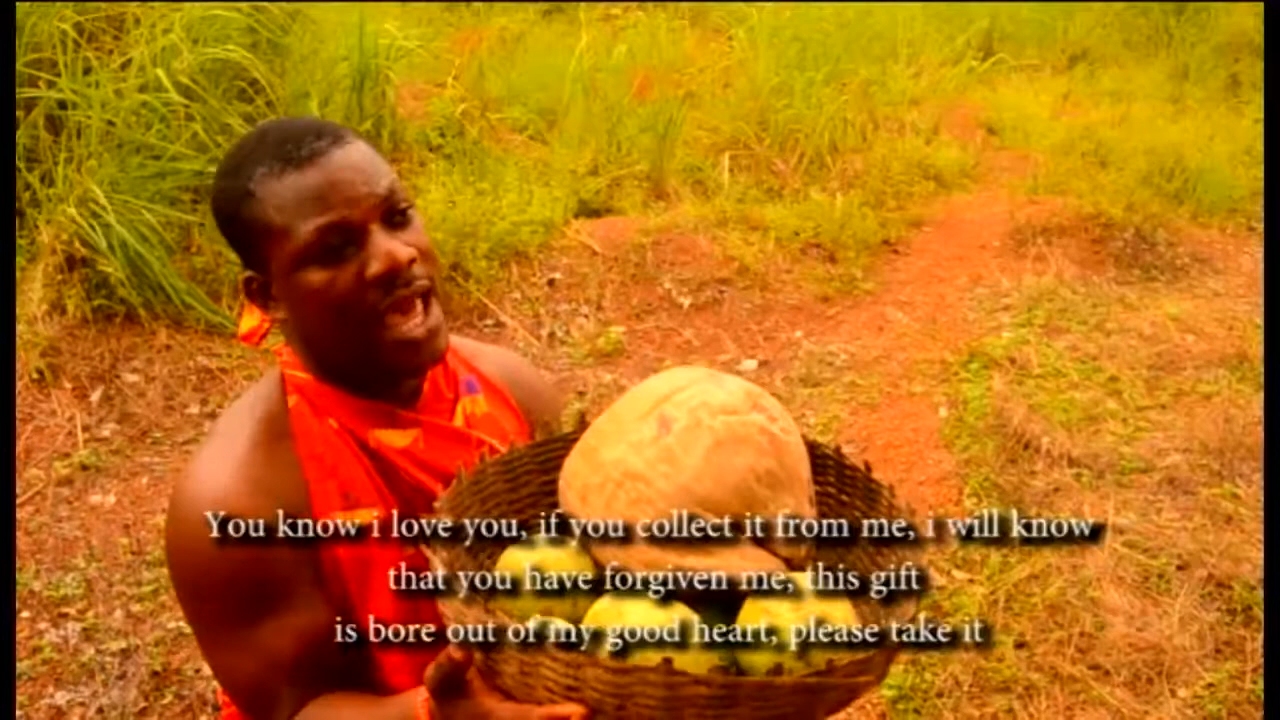 You know i love you, if you collect it from me, i will know
that you have forgiven me, this gift
is bore out of my good heart, please take it